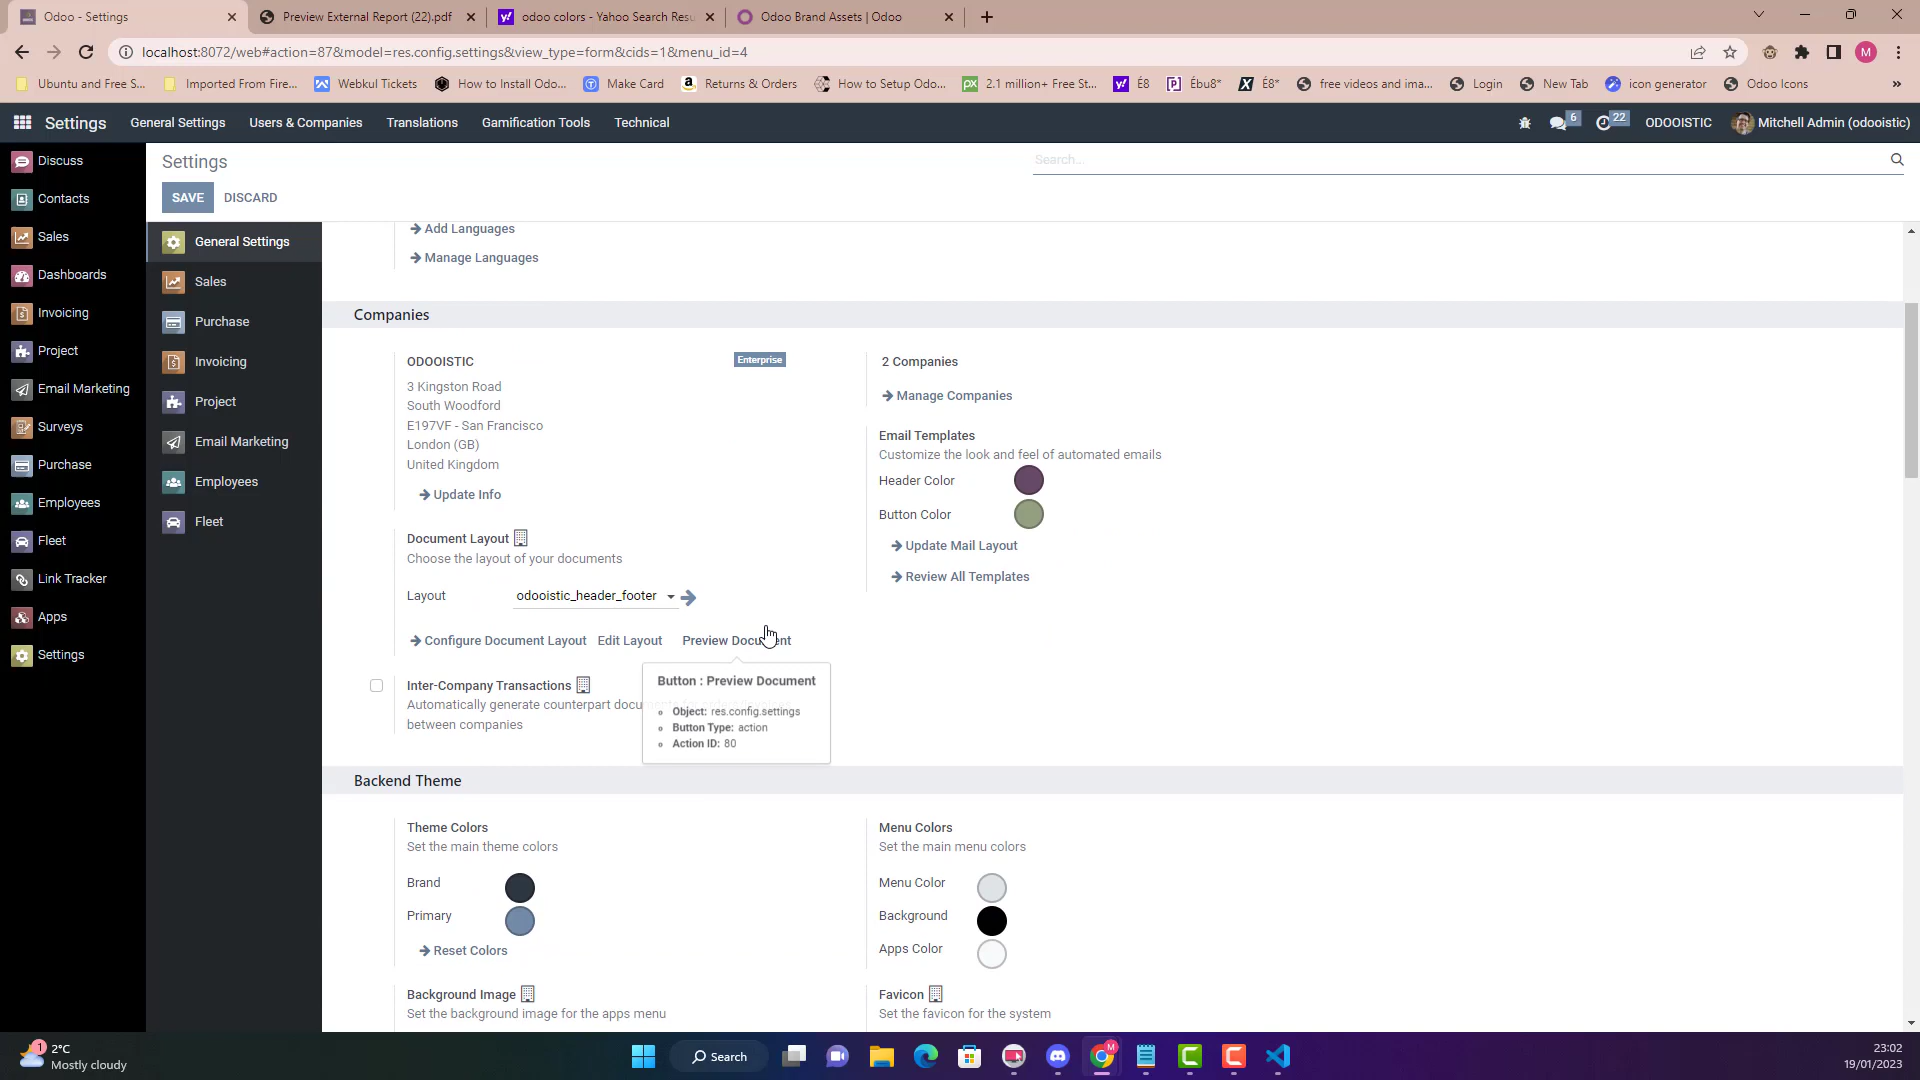 Odoo - Settings
Preview External Report (22).pdf
odoo colors - Yahoo Search Resu
Odoo Brand Assets | Odoo
localhost:8072/web#action=87&model=res.config.settings&view_type=form&cids=1&menu_id=4
M
Ubuntu and Free S...
Imported From Fire...
Webkul Tickets
How to Install Odo...
Make Card
Returns & Orders
How to Setup Odo...
2.1 million+ Free St...
É8
Ébu8*
É8*
free videos and ima...
Login
New Tab
icon generator
Odoo Icons
»
Settings
General Settings
Users & Companies
Translations
Gamification Tools
Technical
6
22
ODOOISTIC
Mitchell Admin (odooistic)
Discuss
Contacts
Sales
Dashboards
Invoicing
Project
Email Marketing
Surveys
Purchase
Employees
Fleet
Link Tracker
Apps
Settings
Settings
Search...
SAVE
DISCARD
General Settings
Sales
Purchase
Invoicing
Project
Email Marketing
Employees
Fleet
Add Languages
Manage Languages
Companies
ODOOISTIC
Enterprise
3 Kingston Road
South Woodford
E197VF - San Francisco
London (GB)
United Kingdom
Update Info
2 Companies
Manage Companies
Email Templates
Customize the look and feel of automated emails
Header Color
Button Color
Update Mail Layout
Review All Templates
Document Layout
Choose the layout of your documents
Layout
odooistic_header_footer
Configure Document Layout
Edit Layout
Preview Document
Button : Preview Document
Object: res.config.settings
Button Type: action
Action ID: 80
Inter-Company Transactions
Automatically generate counterpart docu
between companies
Backend Theme
Theme Colors
Set the main theme colors
Brand
Primary
Reset Colors
Menu Colors
Set the main menu colors
Menu Color
Background
Apps Color
Background Image
Set the background image for the apps menu
Favicon
Set the favicon for the system
1
2°C
Mostly cloudy
Search
M
23:02
19/01/2023